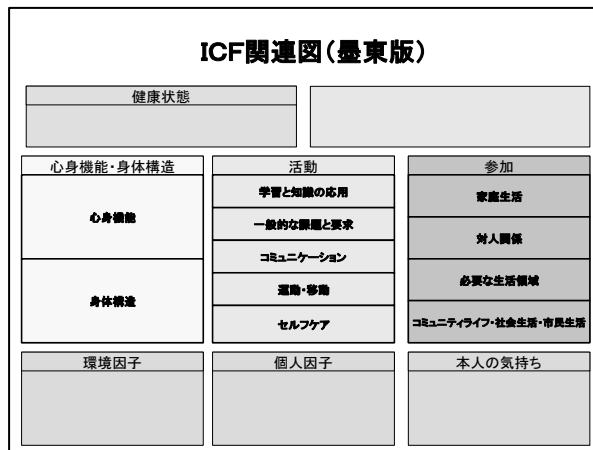 ICF関連図(墨東版)
健康状態
心身機能・身体構造
心身機能
身体構造
活動
学習と知識の応用
一般的な課題と要求
コミュニケーション
運動・移動
セルフケア
参加
家庭生活
対人関係
必要な生活領域
コミュニティライフ・社会生活・市民生活
環境因子
個人因子
本人の気持ち